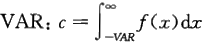 VAR: c = ∫_{-VAR}^{∞} f(x)dx